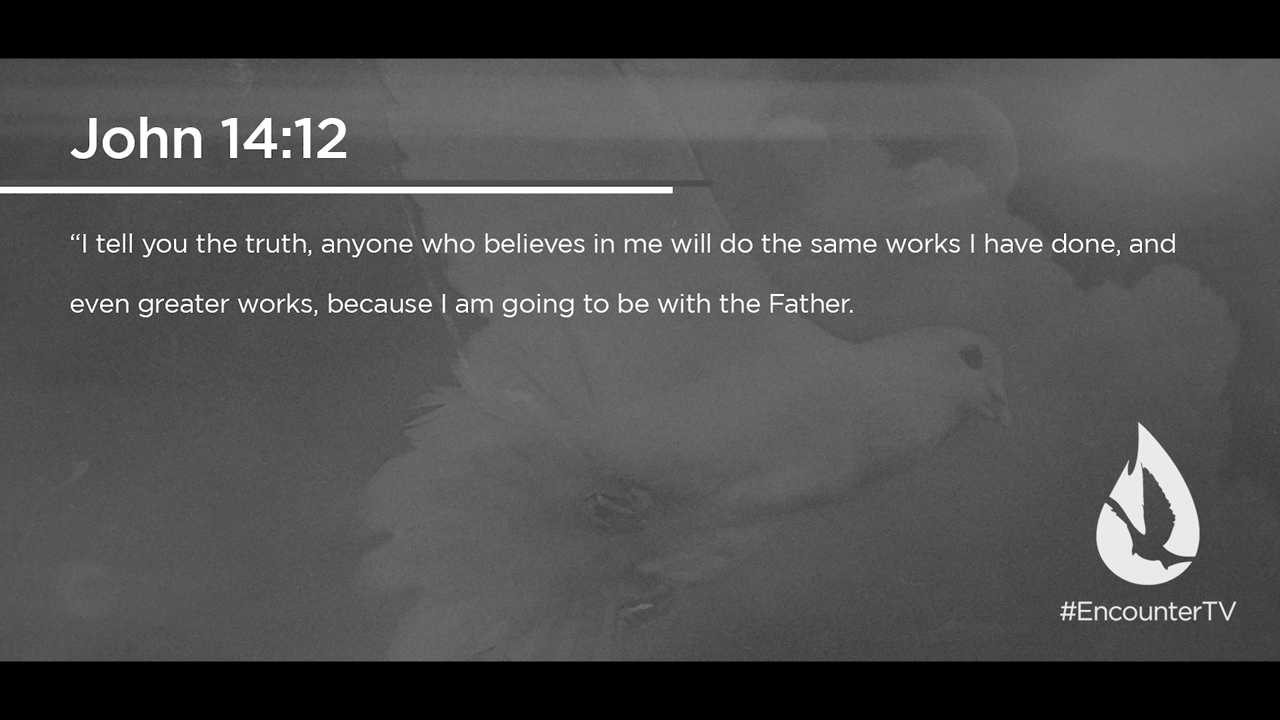 John 14:12
“I tell you the truth, anyone who believes in me will do the same works I have done, and
even greater works, because I am going to be with the Father.
#EncounterTV